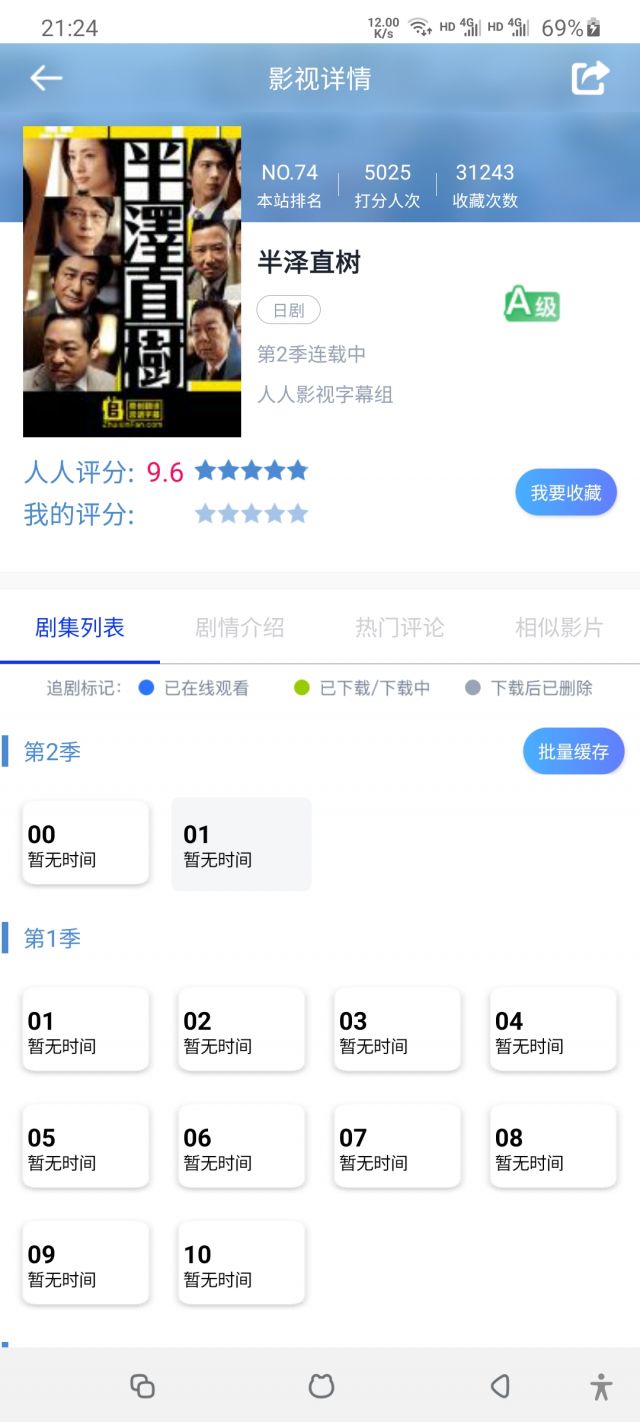 21:24
12.00 K/s
HD 4G HD 4G 69%
影视详情
NO.74 5025 31243
本站排名 打分人次 收藏次数
半澤直樹
半泽直树
日剧
A级
第2季连载中
人人影视字幕组
人人评分: 9.6
我的评分:
我要收藏
剧集列表 剧情介绍 热门评论 相似影片
追剧标记: 已在线观看 已下载/下载中 下载后已删除
第2季 批量缓存
00 01
暂无时间 暂无时间
第1季
01 02 03 04
暂无时间 暂无时间 暂无时间 暂无时间
05 06 07 08
暂无时间 暂无时间 暂无时间 暂无时间
09 10
暂无时间 暂无时间